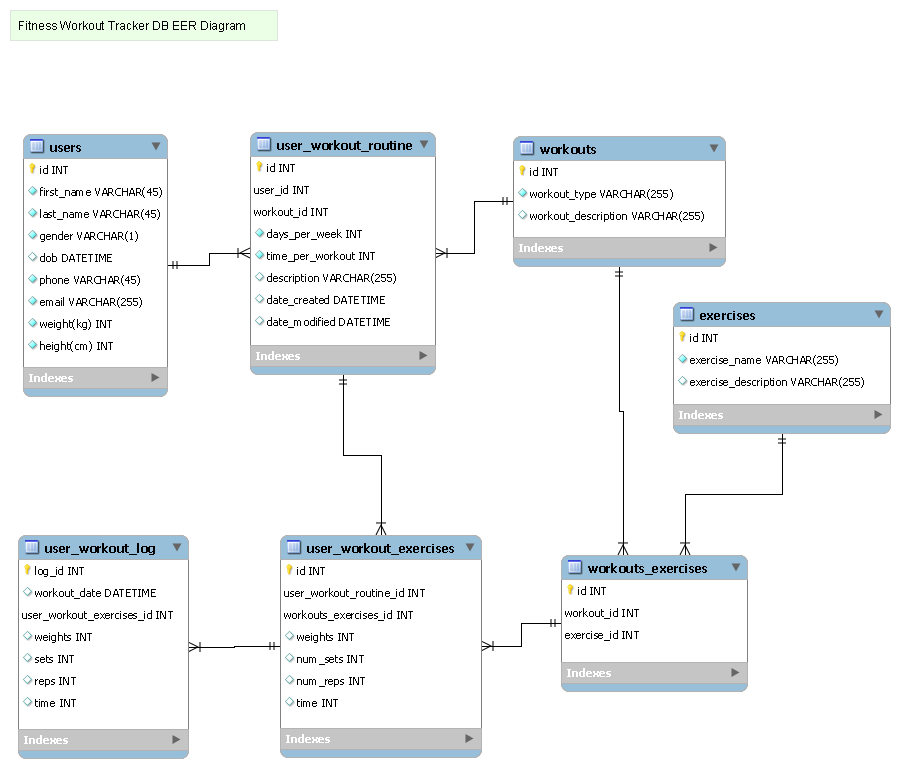 Fitness Workout Tracker DB EER Diagram
users
id INT
first_name VARCHAR(45)
last_name VARCHAR(45)
gender VARCHAR(1)
dob DATETIME
phone VARCHAR(45)
email VARCHAR(255)
weight(kg) INT
height(cm) INT
Indexes
user_workout_routine
id INT
user_id INT
workout_id INT
days_per_week INT
time_per_workout INT
description VARCHAR(255)
date_created DATETIME
date_modified DATETIME
Indexes
workouts
id INT
workout_type VARCHAR(255)
workout_description VARCHAR(255)
Indexes
exercises
id INT
exercise_name VARCHAR(255)
exercise_description VARCHAR(255)
Indexes
user_workout_log
log_id INT
workout_date DATETIME
user_workout_exercises_id INT
weights INT
sets INT
reps INT
time INT
Indexes
user_workout_exercises
id INT
user_workout_routine_id INT
workouts_exercises_id INT
weights INT
num_sets INT
num_reps INT
time INT
Indexes
workouts_exercises
id INT
workout_id INT
exercise_id INT
Indexes